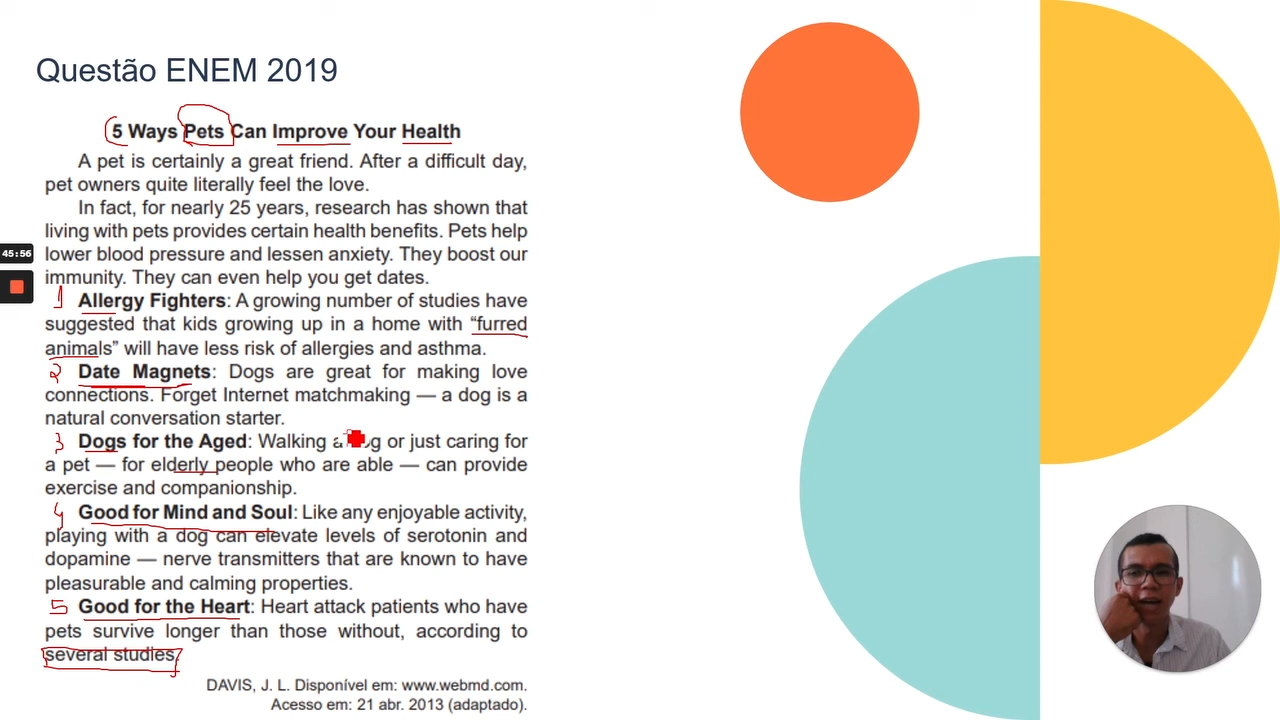 Questão ENEM 2019
5 Ways Pets Can Improve Your Health
A pet is certainly a great friend. After a difficult day,
pet owners quite literally feel the love.
In fact, for nearly 25 years, research has shown that
living with pets provides certain health benefits. Pets help
lower blood pressure and lessen anxiety. They boost our
immunity. They can even help you get dates.
1 Allergy Fighters: A growing number of studies have
suggested that kids growing up in a home with “furred
animals” will have less risk of allergies and asthma.
2 Date Magnets: Dogs are great for making love
connections. Forget Internet matchmaking — a dog is a
natural conversation starter.
3 Dogs for the Aged: Walking a dog or just caring for
a pet — for elderly people who are able — can provide
exercise and companionship.
4 Good for Mind and Soul: Like any enjoyable activity,
playing with a dog can elevate levels of serotonin and
dopamine — nerve transmitters that are known to have
pleasurable and calming properties.
5 Good for the Heart: Heart attack patients who have
pets survive longer than those without, according to
several studies.
DAVIS, J. L. Disponível em: www.webmd.com.
Acesso em: 21 abr. 2013 (adaptado).
45:56